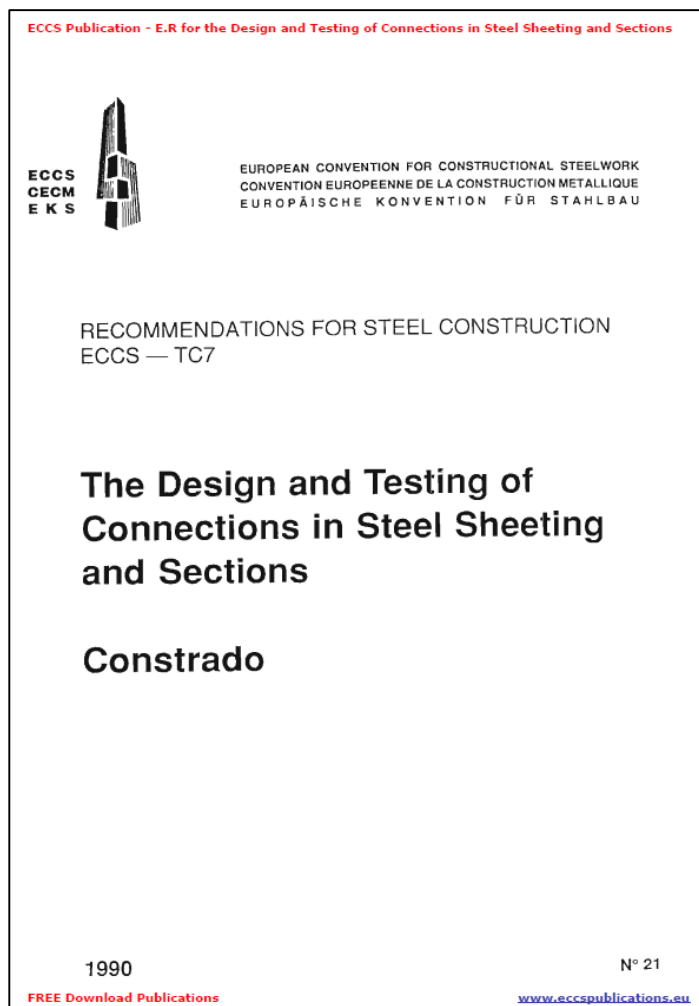 ECCS Publication - E.R for the Design and Testing of Connections in Steel Sheeting and Sections
ECCS
CECM
E K S
EUROPEAN CONVENTION FOR CONSTRUCTIONAL STEELWORK
CONVENTION EUROPEENNE DE LA CONSTRUCTION METALLIQUE
EUROPÄISCHE KONVENTION FÜR STAHLBAU
RECOMMENDATIONS FOR STEEL CONSTRUCTION
ECCS — TC7
The Design and Testing of
Connections in Steel Sheeting
and Sections
Constrado
1990
N° 21
FREE Download Publications
www.eccspublications.eu